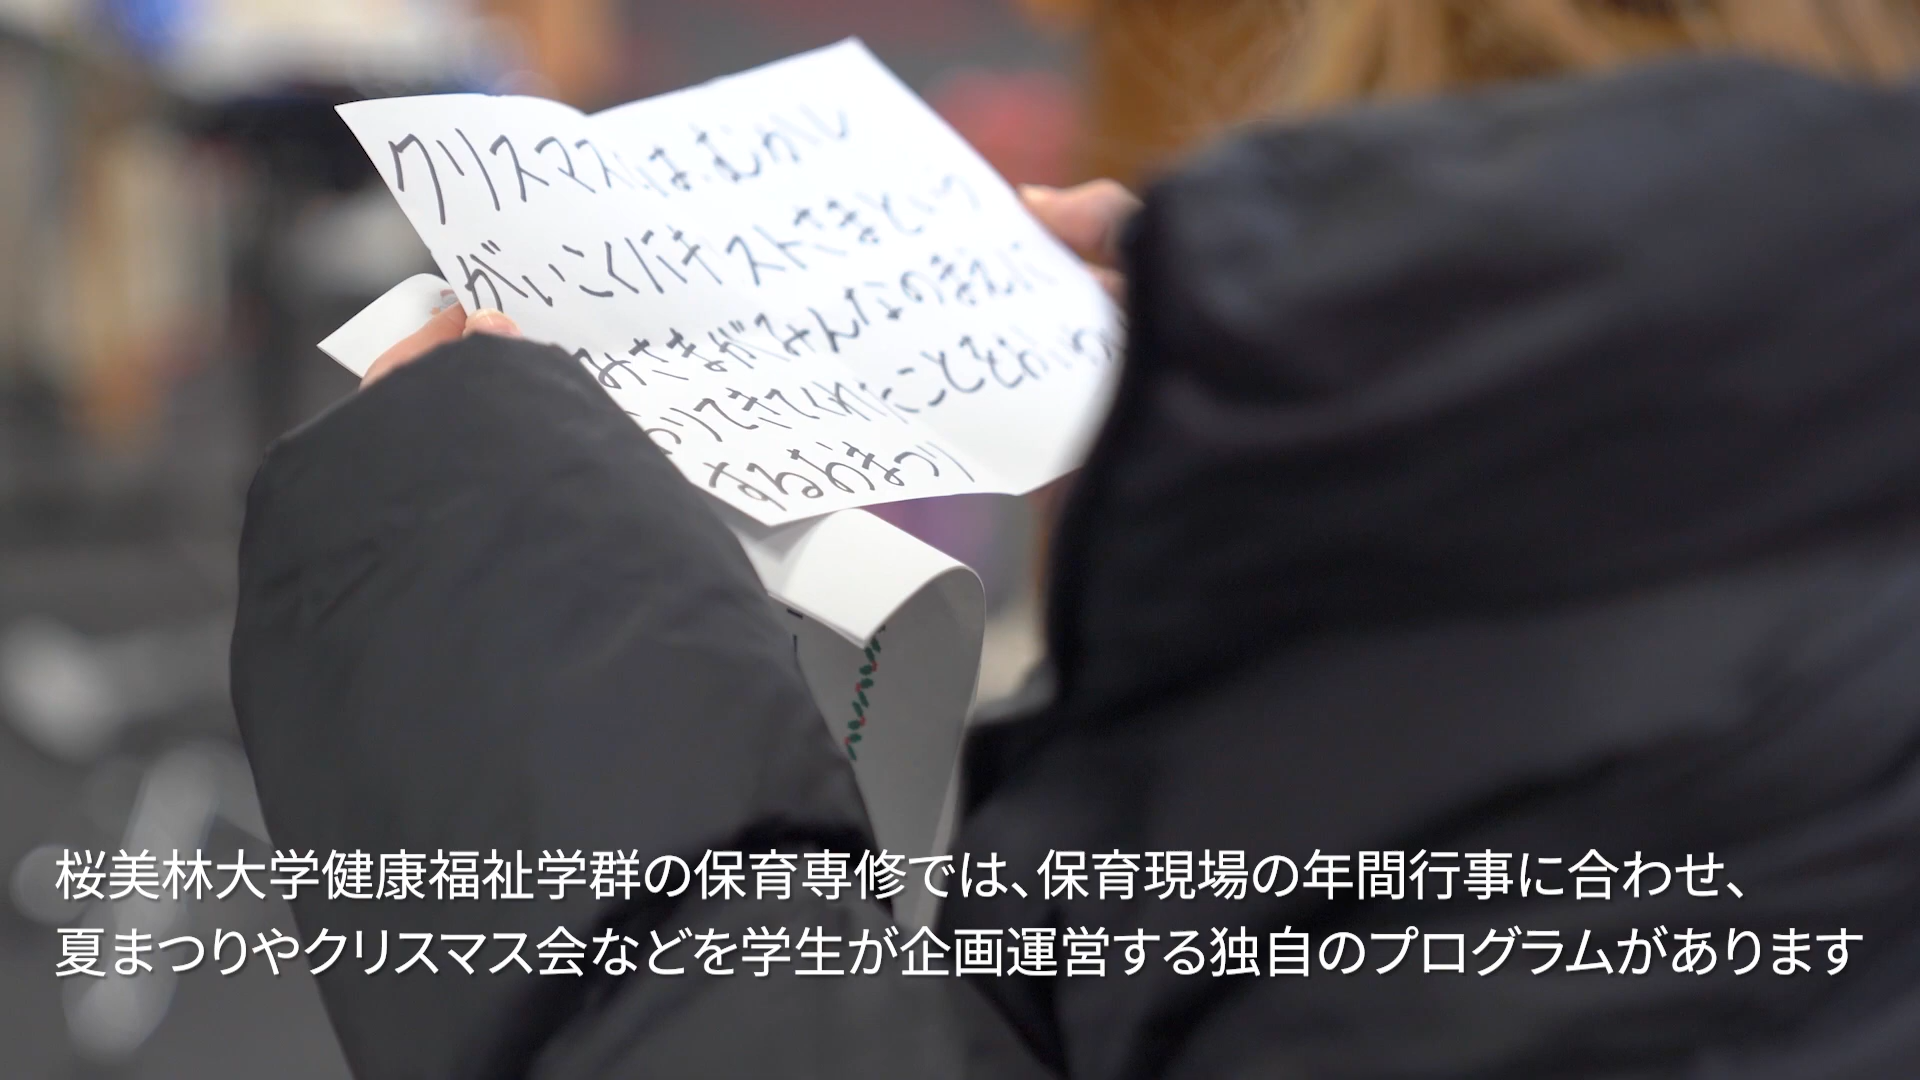 クリスマスは、むかし
がいこくにキリストさまという
みさまがみんなのまえに
りてきてくれたことをおいわい
するおまつり
桜美林大学健康福祉学群の保育専修では、保育現場の年間行事に合わせ、
夏まつりやクリスマス会などを学生が企画運営する独自のプログラムがあります